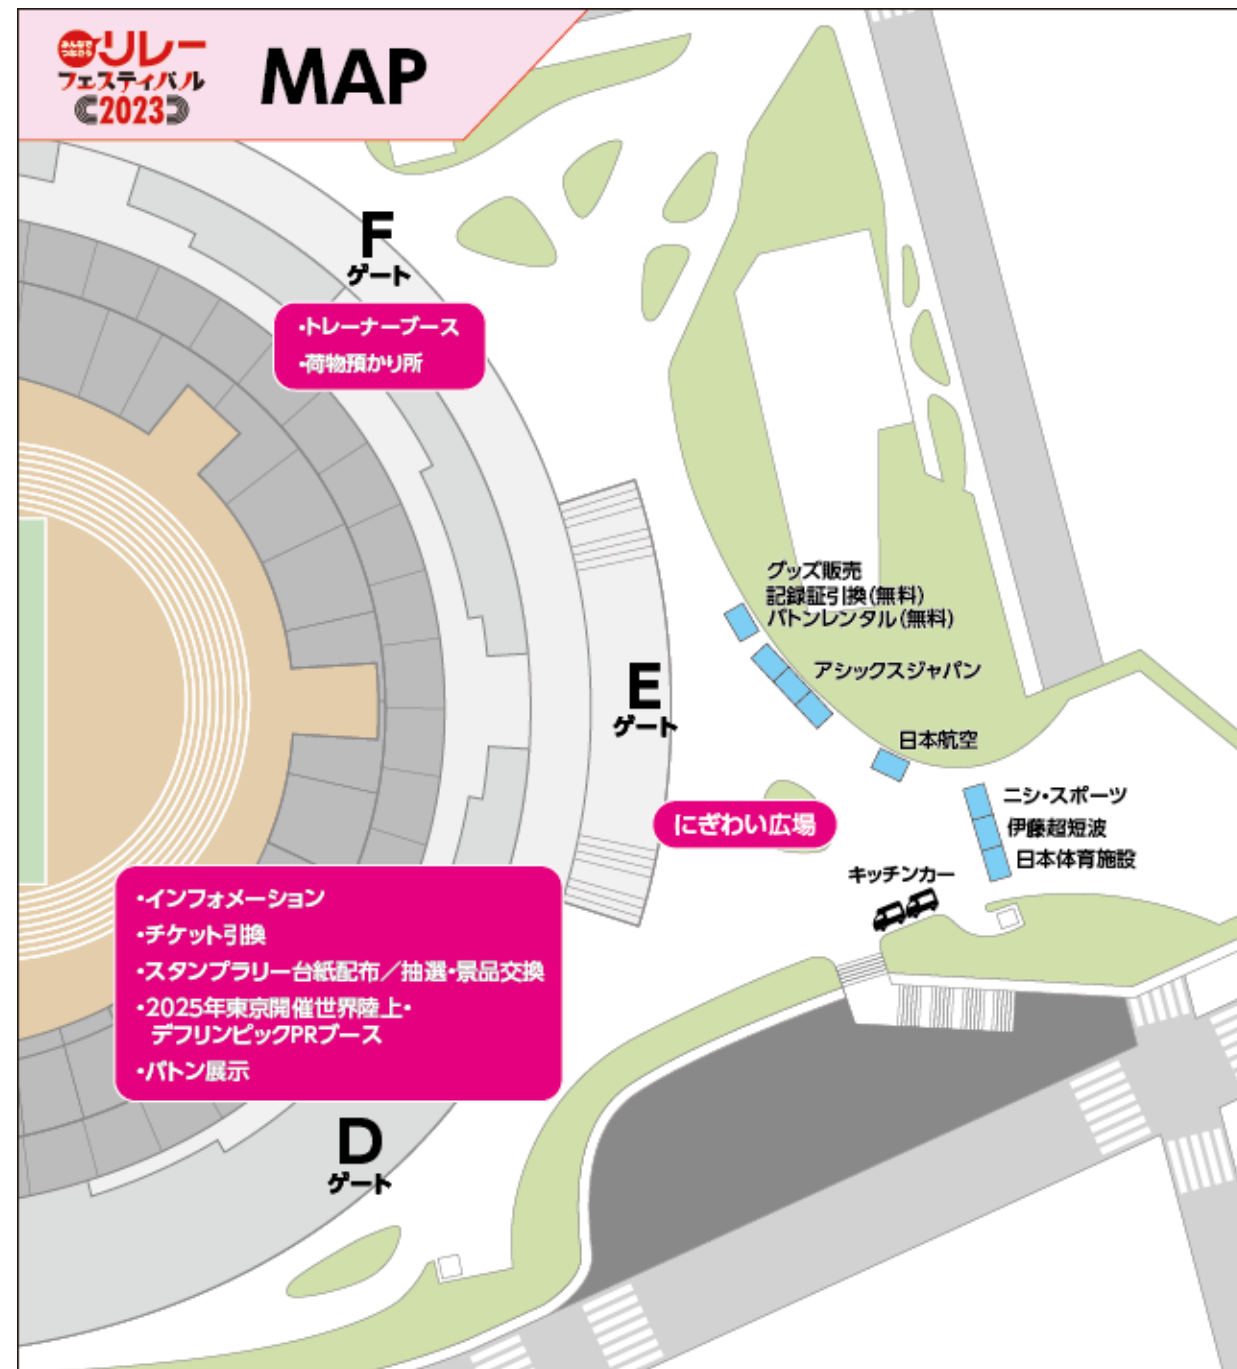 みんなで
つながろう
リレー
フェスティバル
2023
MAP
F
ゲート
・トレーナーブース
・荷物預かり所
グッズ販売
記録証引換(無料)
バトンレンタル(無料)
アシックスジャパン
E
ゲート
日本航空
にぎわい広場
ニシ・スポーツ
伊藤超短波
日本体育施設
キッチンカー
・インフォメーション
・チケット引換
・スタンプラリー台紙配布／抽選・景品交換
・2025年東京開催世界陸上・
デフリンピックPRブース
・バトン展示
D
ゲート